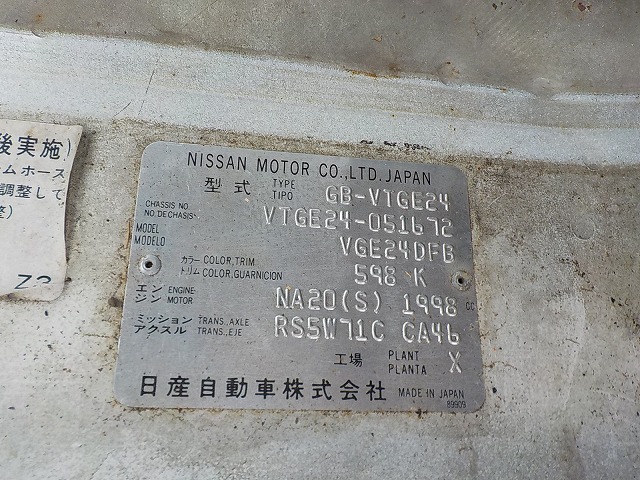 後実施)
ムホース
調整して
整)
NISSAN MOTOR CO.,LTD. JAPAN
型式 TYPE TIPO GB-VTGE24
CHASSIS NO. NO.DE CHASIS VTGE24-051672
MODEL MODELO VGE24DFB
カラー COLOR,TRIM トリム COLOR,GUARNICION 598 K
エンジン ENGINE MOTOR NA20(S) 1998 CC
ミッション TRANS.,AXLE アクスル TRANS.,EJE RS5W71C CA46
工場 PLANT PLANTA X
日産自動車株式会社 MADE IN JAPAN
89909